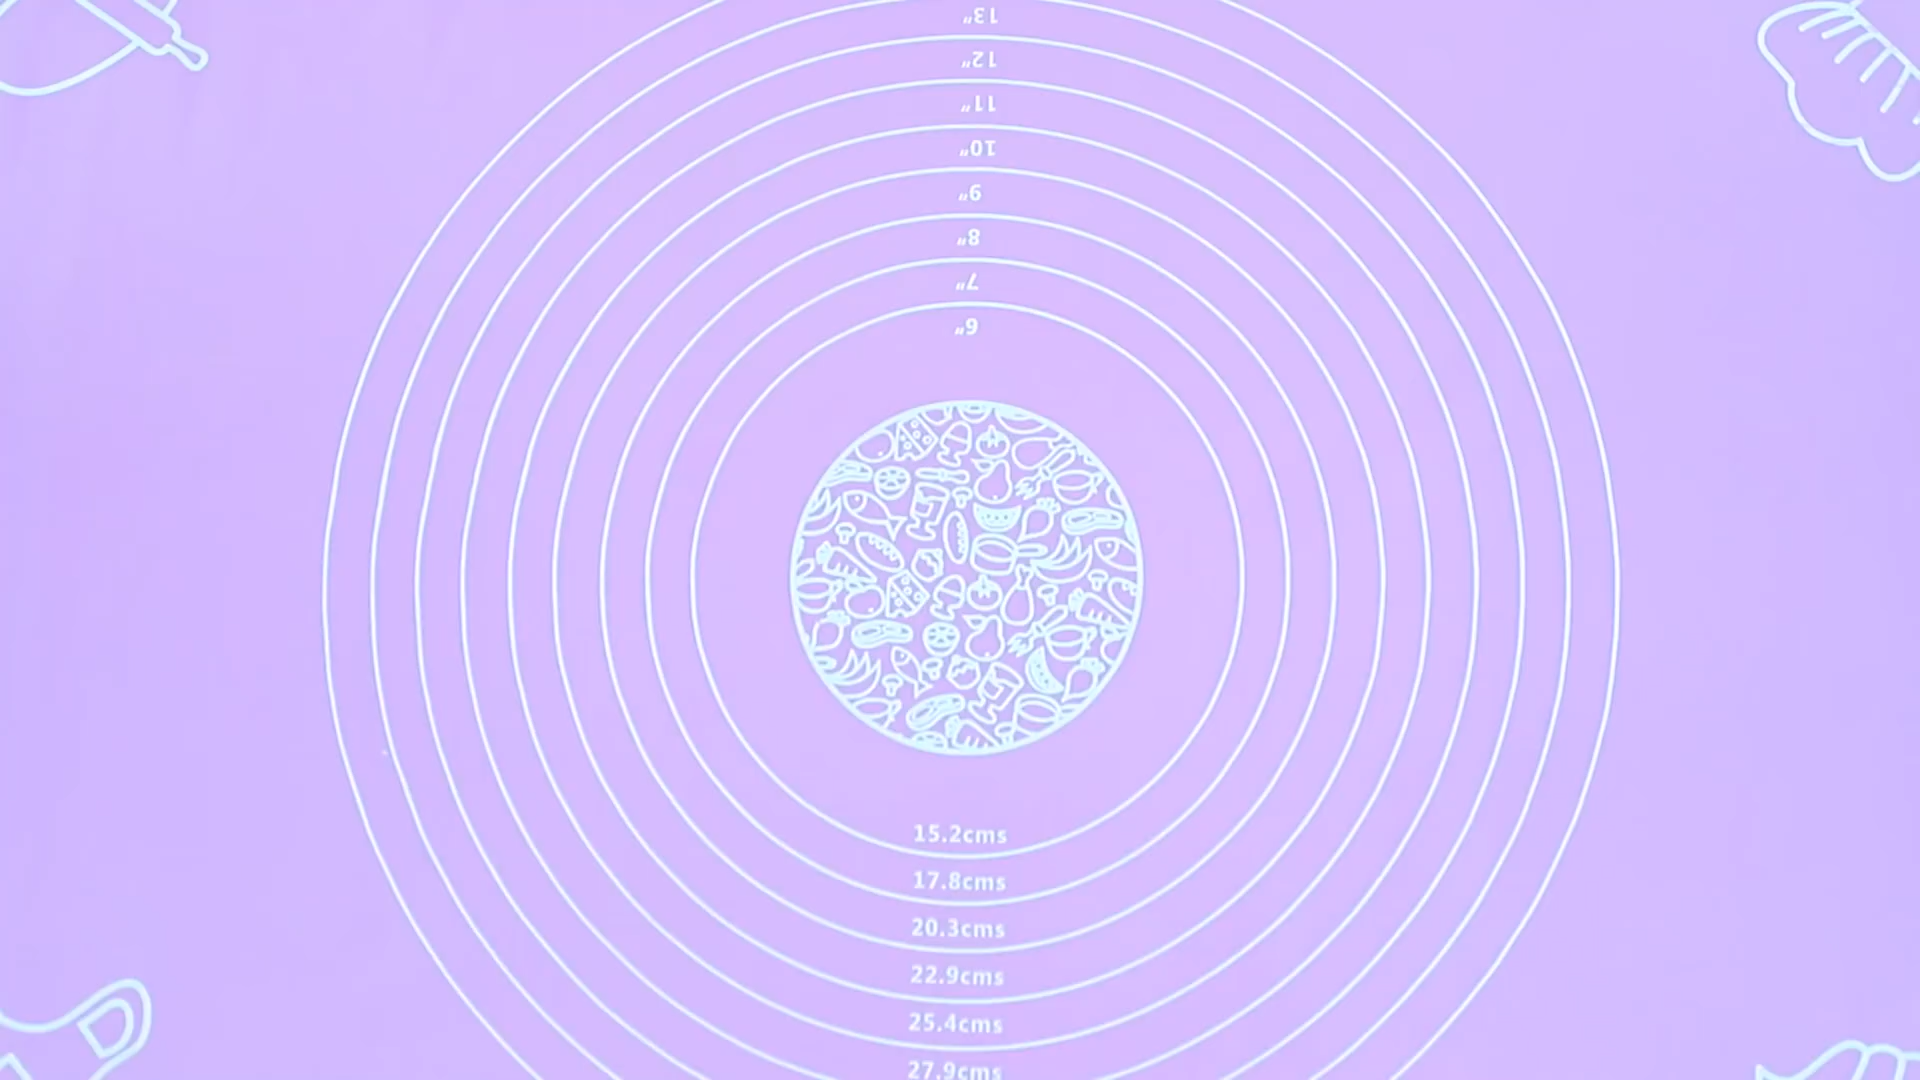 13"
12"
11"
10"
9"
8"
7"
6"
15.2cms
17.8cms
20.3cms
22.9cms
25.4cms
27.9cms